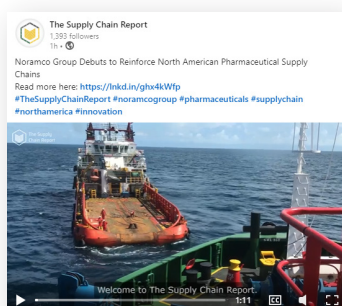 The Supply Chain Report
1,393 followers
1h •
Noramco Group Debuts to Reinforce North American Pharmaceutical Supply
Chains
Read more here: https://lnkd.in/ghx4kWfp
#TheSupplyChainReport #noramcogroup #pharmaceuticals #supplychain
#northamerica #innovation
The Supply
Chain Report
Welcome to The Supply Chain Report.
1:11
CC